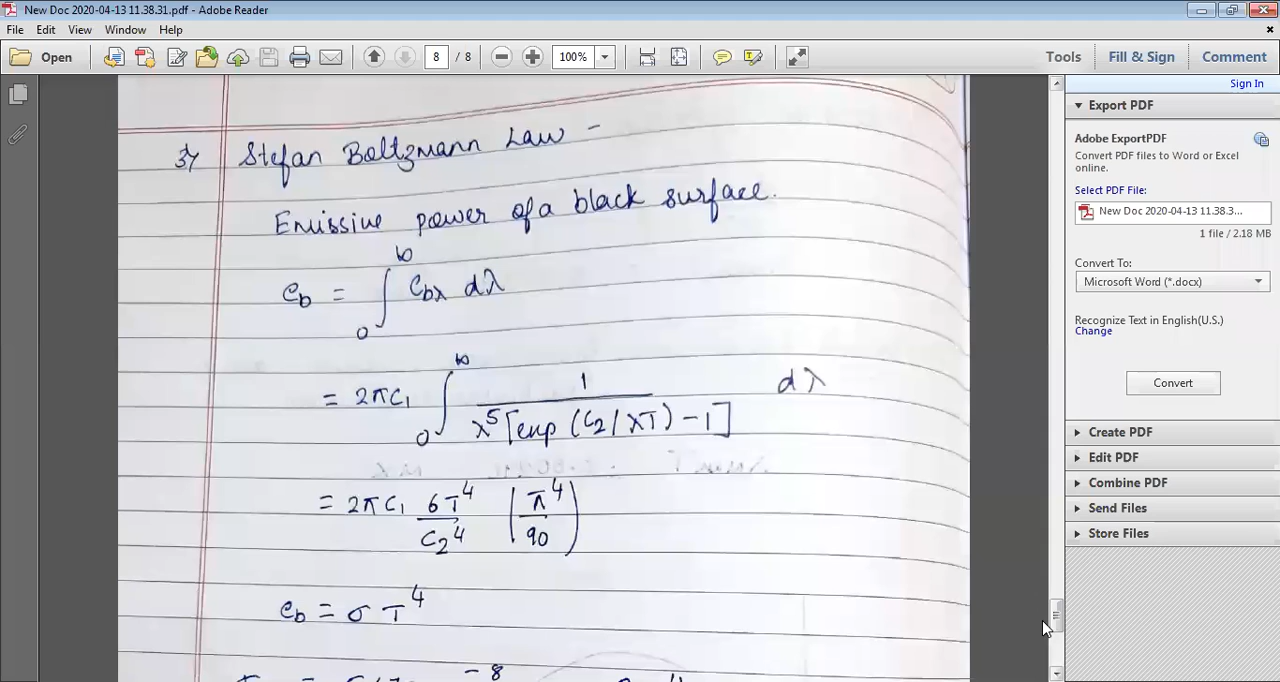 New Doc 2020-04-13 11.38.31.pdf - Adobe Reader
File Edit View Window Help
Open 8 / 8 100% Tools Fill & Sign Comment
Sign In
Export PDF
Adobe ExportPDF
Convert PDF files to Word or Excel
online.
Select PDF File:
New Doc 2020-04-13 11.38.3...
1 file / 2.18 MB
Convert To:
Microsoft Word (*.docx)
Recognize Text in English(U.S.)
Change
Convert
Create PDF
Edit PDF
Combine PDF
Send Files
Store Files
3) Stefan Boltzmann Law -
Emissive power of a black surface.
e_b = ∫₀^∞ e_bλ dλ
= 2πC₁ ∫₀^∞ 1 / λ⁵ [exp (C₂/λT) - 1] dλ
= 2πC₁ 6T⁴/C₂⁴ (π⁴/90)
e_b = σ T⁴